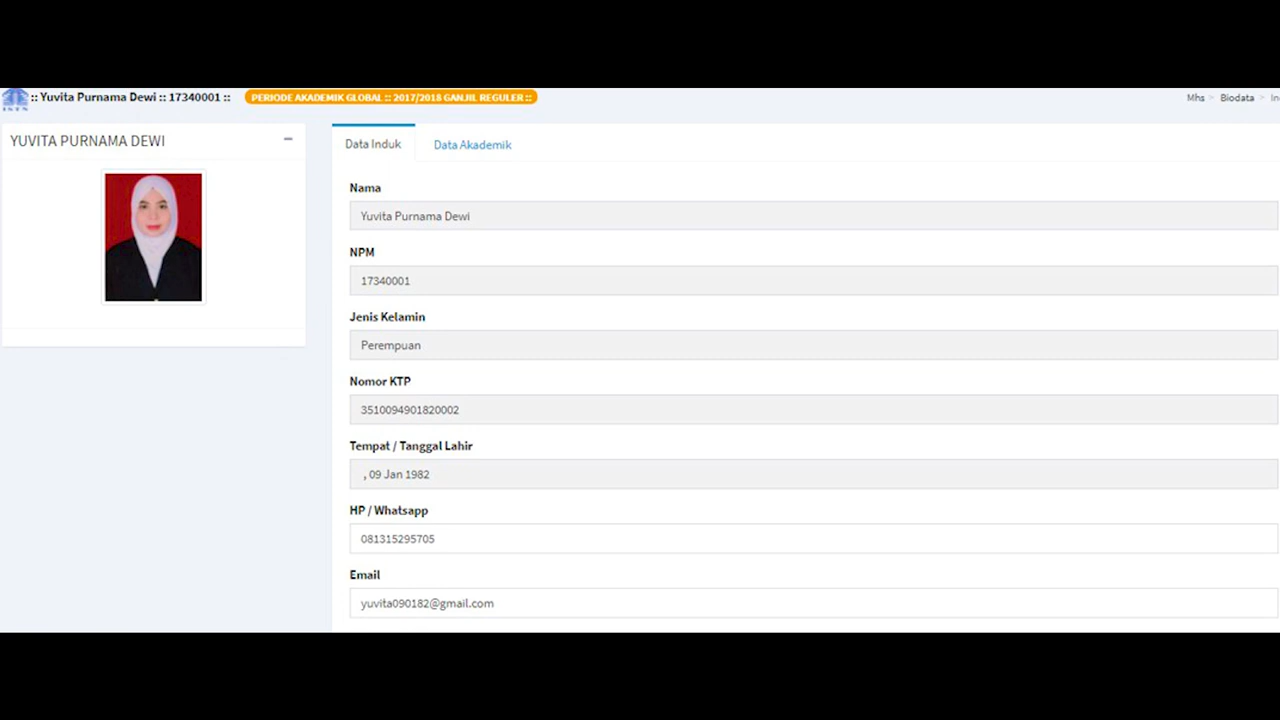 :: Yuvita Purnama Dewi :: 17340001 ::
PERIODE AKADEMIK GLOBAL :: 2017/2018 GANJIL REGULER ::
Mhs > Biodata >
YUVITA PURNAMA DEWI
Data Induk
Data Akademik
Nama
Yuvita Purnama Dewi
NPM
17340001
Jenis Kelamin
Perempuan
Nomor KTP
3510094901820002
Tempat / Tanggal Lahir
, 09 Jan 1982
HP / Whatsapp
081315295705
Email
yuvita090182@gmail.com